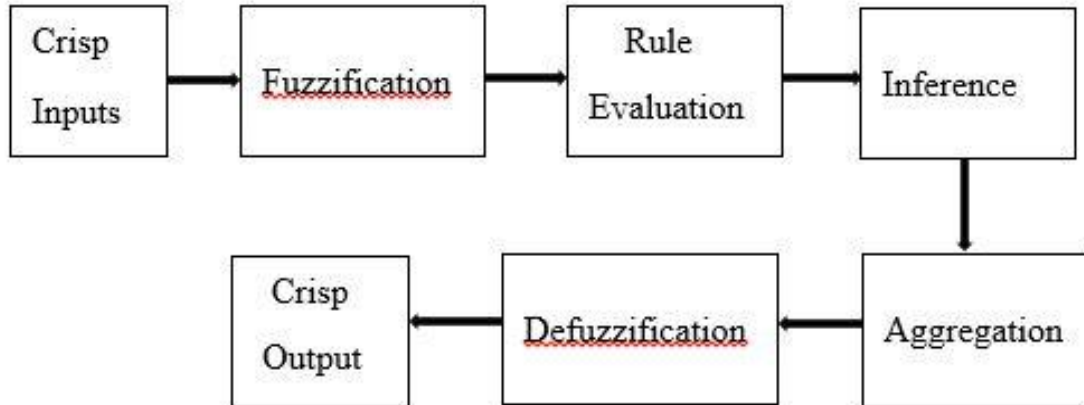 Crisp
Inputs
Fuzzification
Rule
Evaluation
Inference
Aggregation
Defuzzification
Crisp
Output